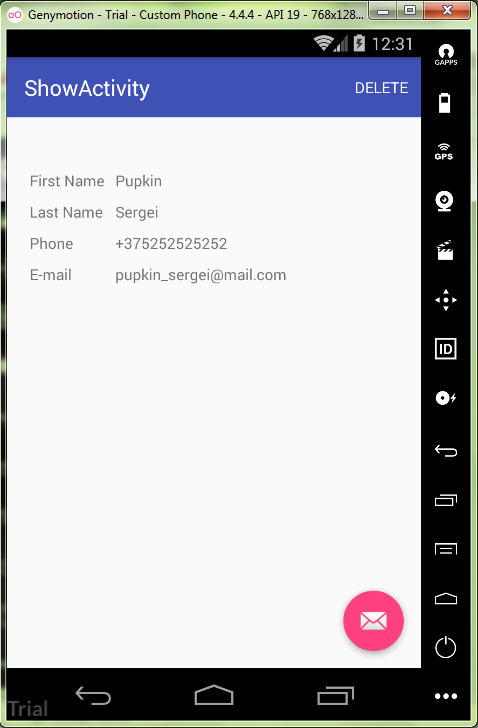 Genymotion - Trial - Custom Phone - 4.4.4 - API 19 - 768x128...
12:31
GAPPS
ShowActivity DELETE
GPS
First Name Pupkin
Last Name Sergei
Phone +375252525252
E-mail pupkin_sergei@mail.com
ID
Trial